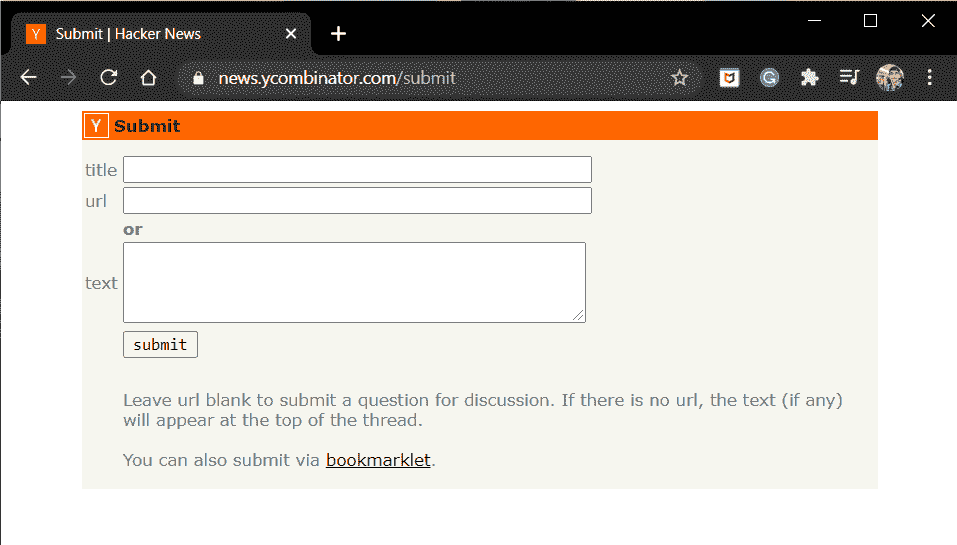 Y Submit | Hacker News
news.ycombinator.com/submit
Y Submit
title
url
or
text
submit
Leave url blank to submit a question for discussion. If there is no url, the text (if any)
will appear at the top of the thread.
You can also submit via bookmarklet.